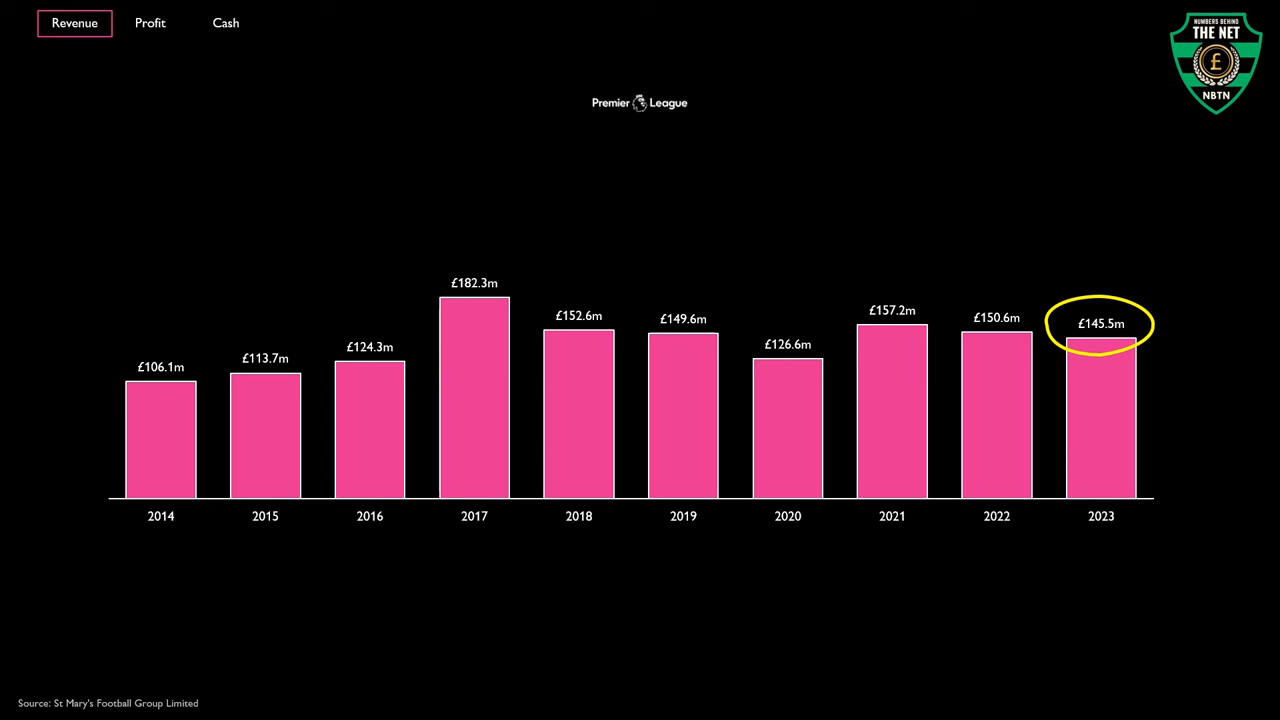 Revenue Profit Cash
NUMBERS BEHIND
THE NET
£
NBTN
Premier League
£106.1m £113.7m £124.3m £182.3m £152.6m £149.6m £126.6m £157.2m £150.6m £145.5m
2014 2015 2016 2017 2018 2019 2020 2021 2022 2023
Source: St Mary's Football Group Limited